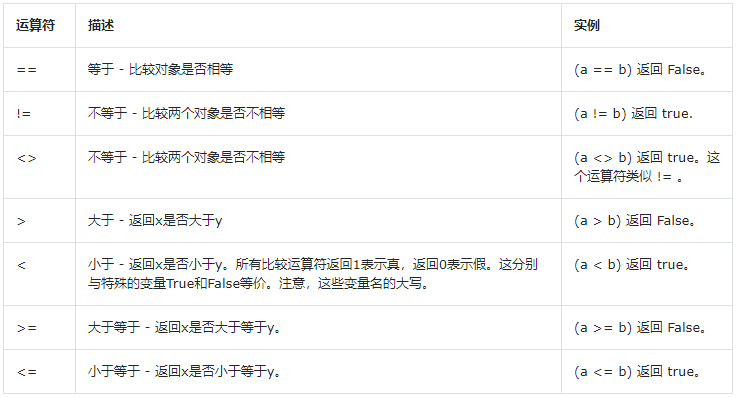 运算符 描述 实例
== 等于 - 比较对象是否相等 (a == b) 返回 False。
!= 不等于 - 比较两个对象是否不相等 (a != b) 返回 true.
<> 不等于 - 比较两个对象是否不相等 (a <> b) 返回 true。这
个运算符类似 != 。
> 大于 - 返回x是否大于y (a > b) 返回 False。
< 小于 - 返回x是否小于y。所有比较运算符返回1表示真，返回0表示假。这分别 (a < b) 返回 true。
与特殊的变量True和False等价。注意，这些变量名的大写。
>= 大于等于 - 返回x是否大于等于y。 (a >= b) 返回 False。
<= 小于等于 - 返回x是否小于等于y。 (a <= b) 返回 true。